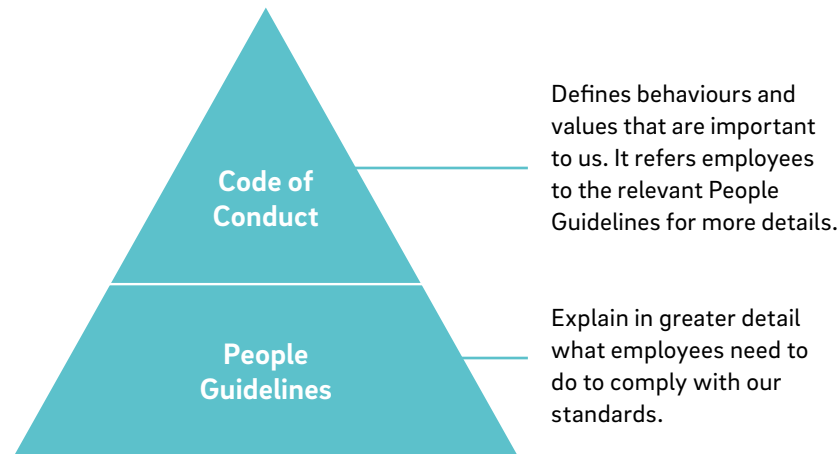 Code of
Conduct
Defines behaviours and
values that are important
to us. It refers employees
to the relevant People
Guidelines for more details.
People
Guidelines
Explain in greater detail
what employees need to
do to comply with our
standards.